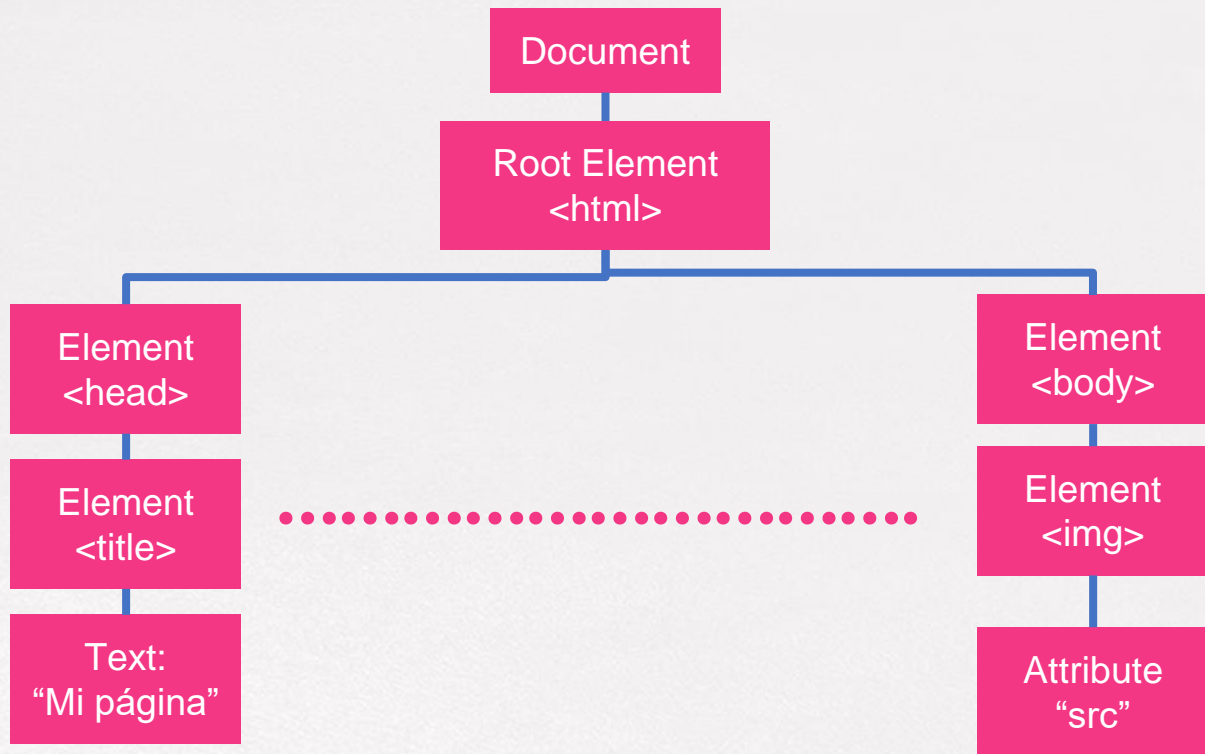 Document
Root Element
<html>
Element
<head>
Element
<body>
Element
<title>
Element
<img>
Text:
“Mi página”
Attribute
“src”